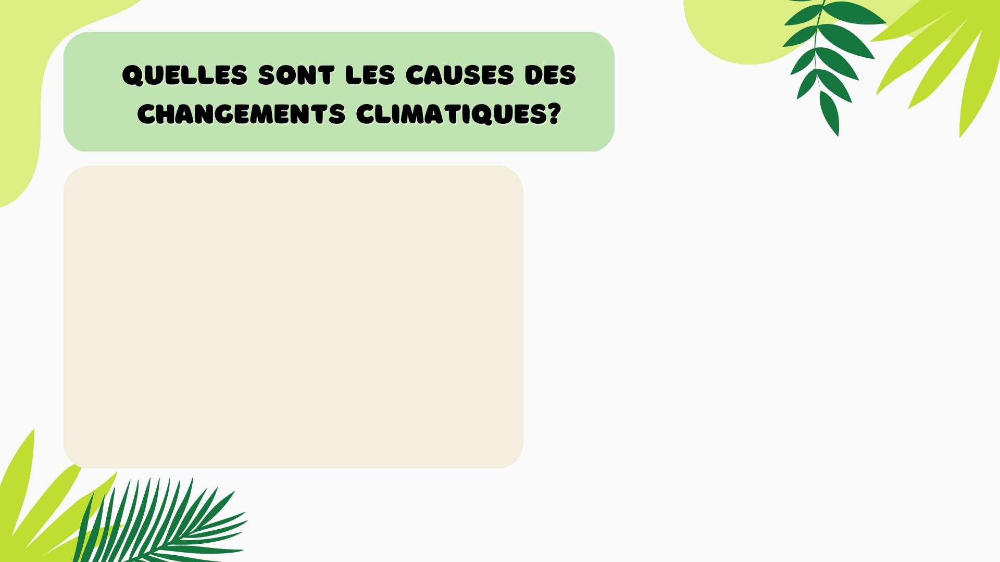 QUELLES SONT LES CAUSES DES
CHANGEMENTS CLIMATIQUES?